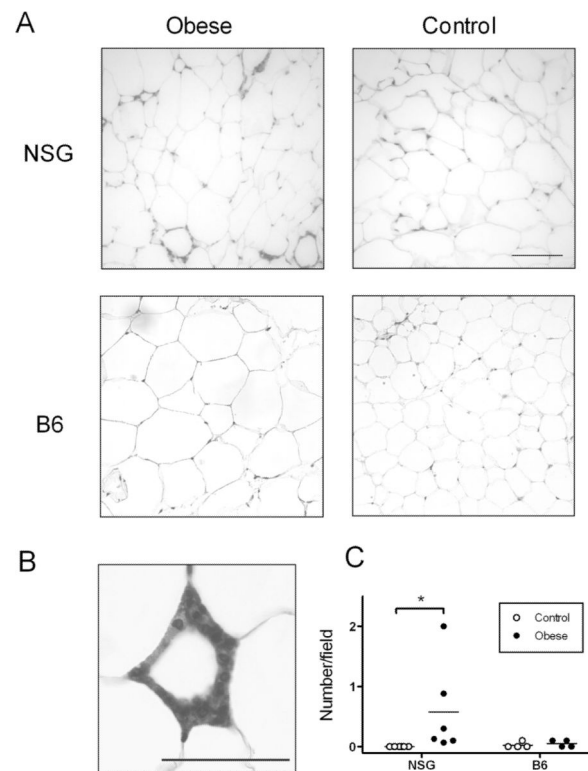 A
Obese Control
NSG
B6
B
C
*
2
1
0
Number/field
Control
Obese
NSG B6